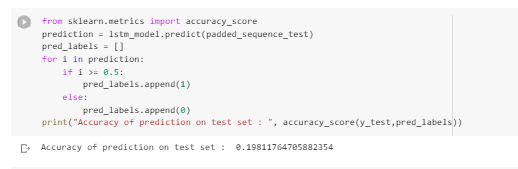 from sklearn.metrics import accuracy_score
prediction = lstm_model.predict(padded_sequence_test)
pred_labels = []
for i in prediction:
    if i >= 0.5:
        pred_labels.append(1)
    else:
        pred_labels.append(0)
print("Accuracy of prediction on test set : ", accuracy_score(y_test,pred_labels))
Accuracy of prediction on test set :  0.19811764705882354